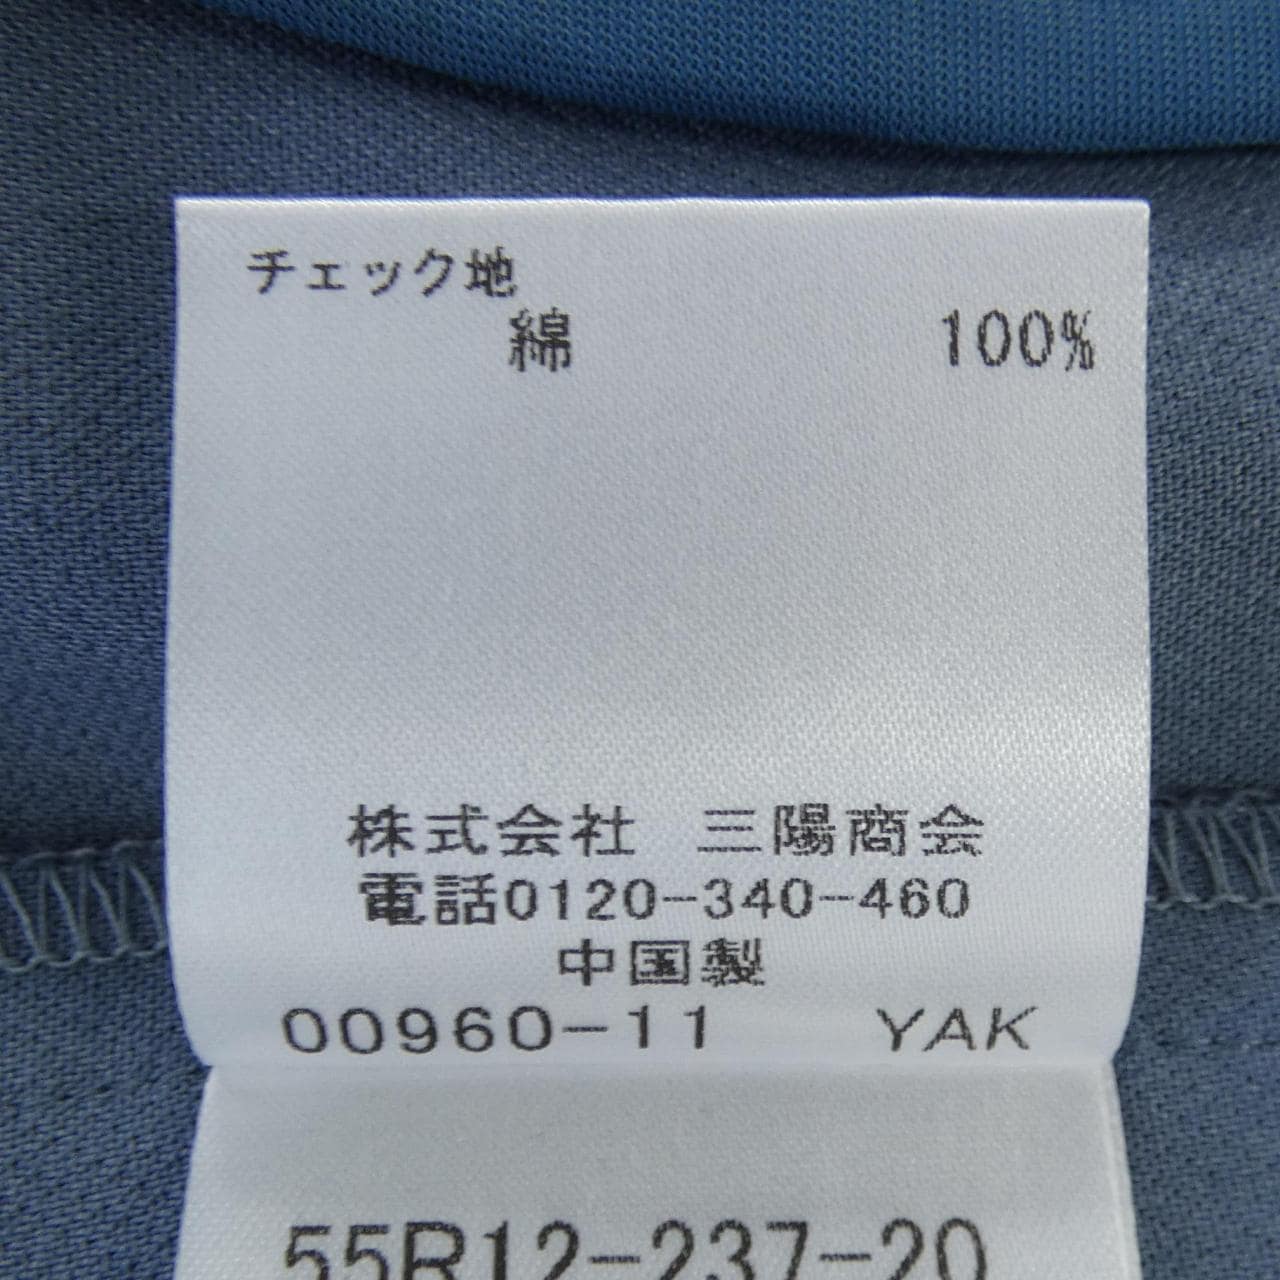 チェック地
綿 100%
株式会社 三陽商会
電話0120-340-460
中国製
00960-11 YAK
55R12-237-20